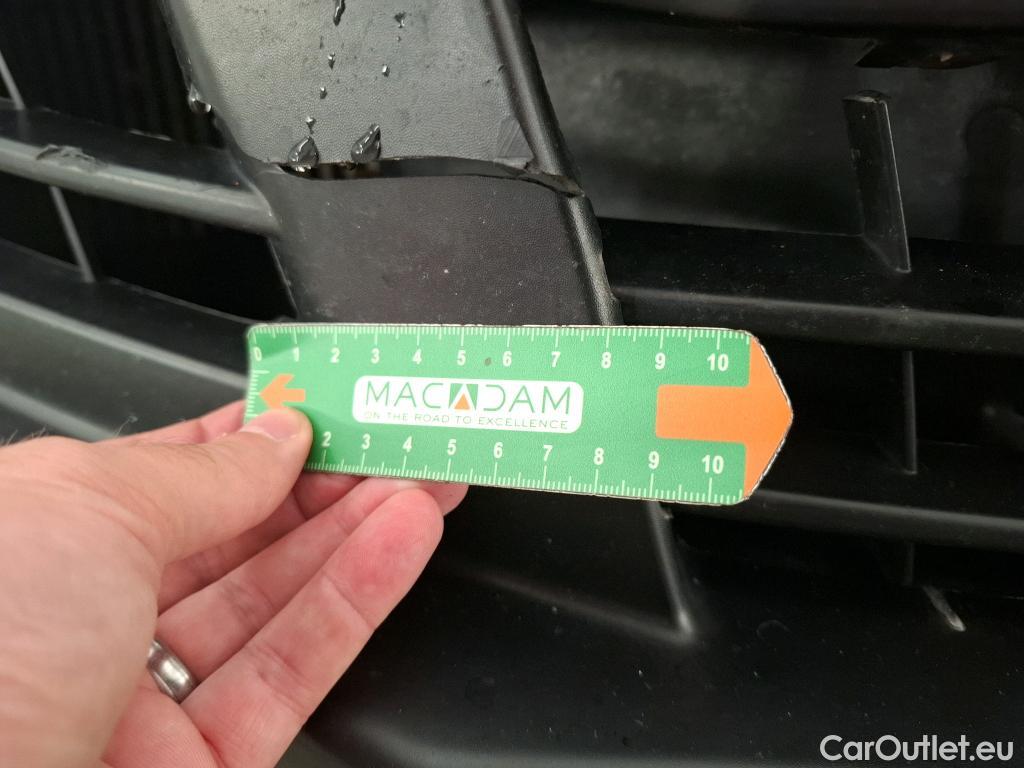 0 1 2 3 4 5 6 7 8 9 10
MACADAM
ON THE ROAD TO EXCELLENCE
2 3 4 5 6 7 8 9 10
CarOutlet.eu